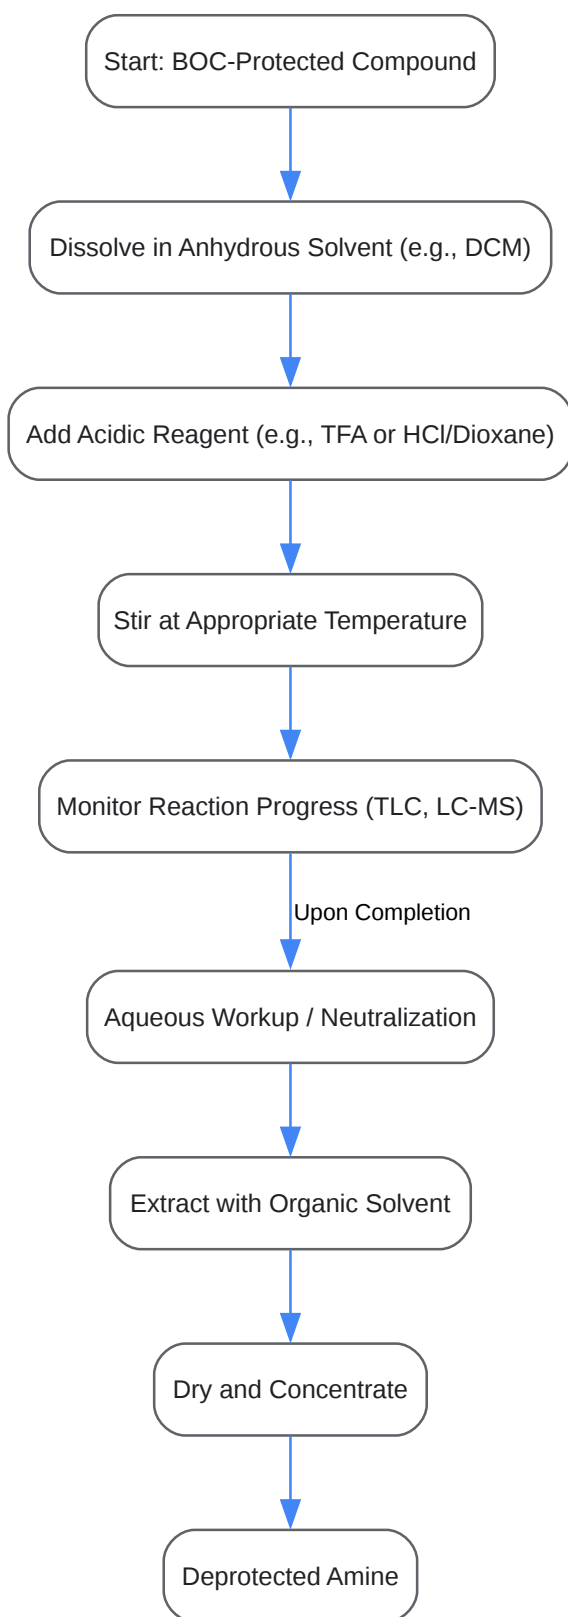 Start: BOC-Protected Compound
Dissolve in Anhydrous Solvent (e.g., DCM)
Add Acidic Reagent (e.g., TFA or HCl/Dioxane)
Stir at Appropriate Temperature
Monitor Reaction Progress (TLC, LC-MS)
Upon Completion
Aqueous Workup / Neutralization
Extract with Organic Solvent
Dry and Concentrate
Deprotected Amine